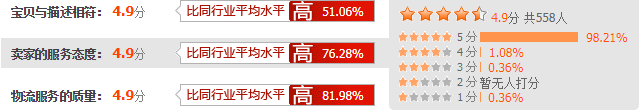 宝贝与描述相符： 4.9分 比同行业平均水平 高 51.06%
卖家的服务态度： 4.9分 比同行业平均水平 高 76.28%
物流服务的质量： 4.9分 比同行业平均水平 高 81.98%
4.9分 共558人
5分 98.21%
4分 1.08%
3分 0.36%
2分 暂无人打分
1分 0.36%